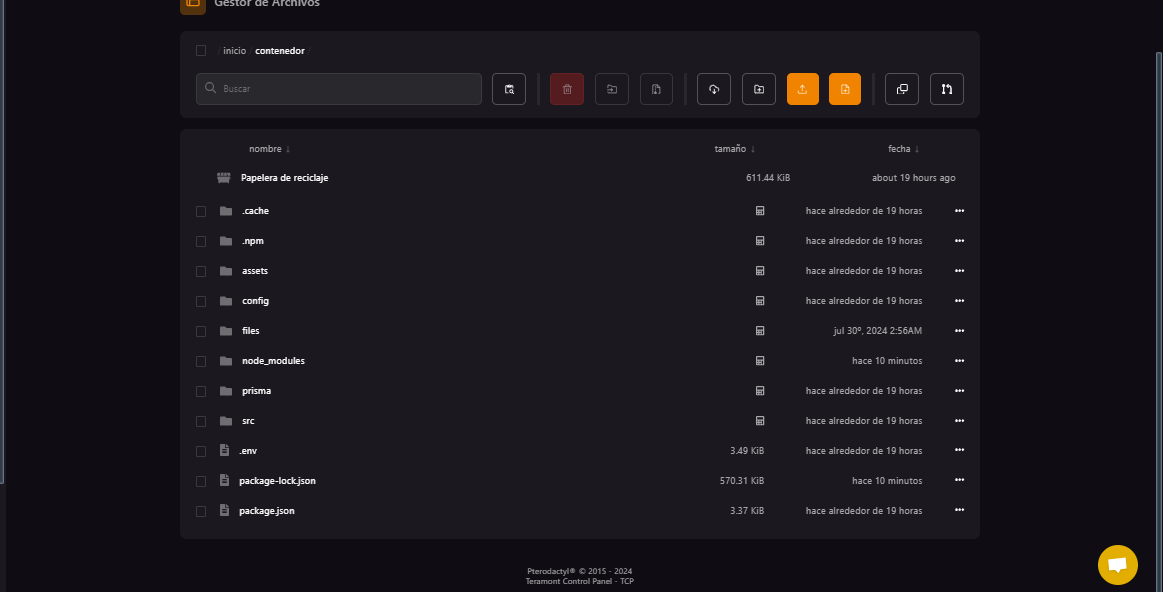 Gestor de Archivos
/ inicio / contenedor /
Buscar
nombre ↓ tamaño ↓ fecha ↓
Papelera de reciclaje 611.44 KiB about 19 hours ago
.cache hace alrededor de 19 horas
.npm hace alrededor de 19 horas
assets hace alrededor de 19 horas
config hace alrededor de 19 horas
files jul 30º, 2024 2:56AM
node_modules hace 10 minutos
prisma hace alrededor de 19 horas
src hace alrededor de 19 horas
.env 3.49 KiB hace alrededor de 19 horas
package-lock.json 570.31 KiB hace 10 minutos
package.json 3.37 KiB hace alrededor de 19 horas
Pterodactyl® © 2015 - 2024
Teramont Control Panel - TCP